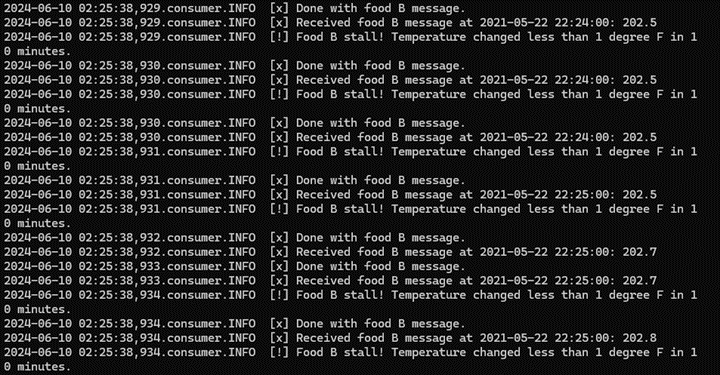 2024-06-10 02:25:38,929.consumer.INFO  [x] Done with food B message.
2024-06-10 02:25:38,929.consumer.INFO  [x] Received food B message at 2021-05-22 22:24:00: 202.5
2024-06-10 02:25:38,929.consumer.INFO  [!] Food B stall! Temperature changed less than 1 degree F in 1
0 minutes.
2024-06-10 02:25:38,930.consumer.INFO  [x] Done with food B message.
2024-06-10 02:25:38,930.consumer.INFO  [x] Received food B message at 2021-05-22 22:24:00: 202.5
2024-06-10 02:25:38,930.consumer.INFO  [!] Food B stall! Temperature changed less than 1 degree F in 1
0 minutes.
2024-06-10 02:25:38,930.consumer.INFO  [x] Done with food B message.
2024-06-10 02:25:38,930.consumer.INFO  [x] Received food B message at 2021-05-22 22:24:00: 202.5
2024-06-10 02:25:38,931.consumer.INFO  [!] Food B stall! Temperature changed less than 1 degree F in 1
0 minutes.
2024-06-10 02:25:38,931.consumer.INFO  [x] Done with food B message.
2024-06-10 02:25:38,931.consumer.INFO  [x] Received food B message at 2021-05-22 22:25:00: 202.5
2024-06-10 02:25:38,931.consumer.INFO  [!] Food B stall! Temperature changed less than 1 degree F in 1
0 minutes.
2024-06-10 02:25:38,932.consumer.INFO  [x] Done with food B message.
2024-06-10 02:25:38,932.consumer.INFO  [x] Received food B message at 2021-05-22 22:25:00: 202.7
2024-06-10 02:25:38,933.consumer.INFO  [x] Done with food B message.
2024-06-10 02:25:38,933.consumer.INFO  [x] Received food B message at 2021-05-22 22:25:00: 202.7
2024-06-10 02:25:38,934.consumer.INFO  [!] Food B stall! Temperature changed less than 1 degree F in 1
0 minutes.
2024-06-10 02:25:38,934.consumer.INFO  [x] Done with food B message.
2024-06-10 02:25:38,934.consumer.INFO  [x] Received food B message at 2021-05-22 22:25:00: 202.8
2024-06-10 02:25:38,934.consumer.INFO  [!] Food B stall! Temperature changed less than 1 degree F in 1
0 minutes.